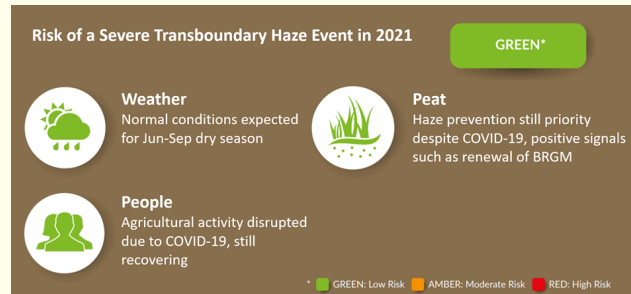 Risk of a Severe Transboundary Haze Event in 2021
GREEN*
Weather
Normal conditions expected
for Jun-Sep dry season
Peat
Haze prevention still priority
despite COVID-19, positive signals
such as renewal of BRGM
People
Agricultural activity disrupted
due to COVID-19, still
recovering
* GREEN: Low Risk AMBER: Moderate Risk RED: High Risk